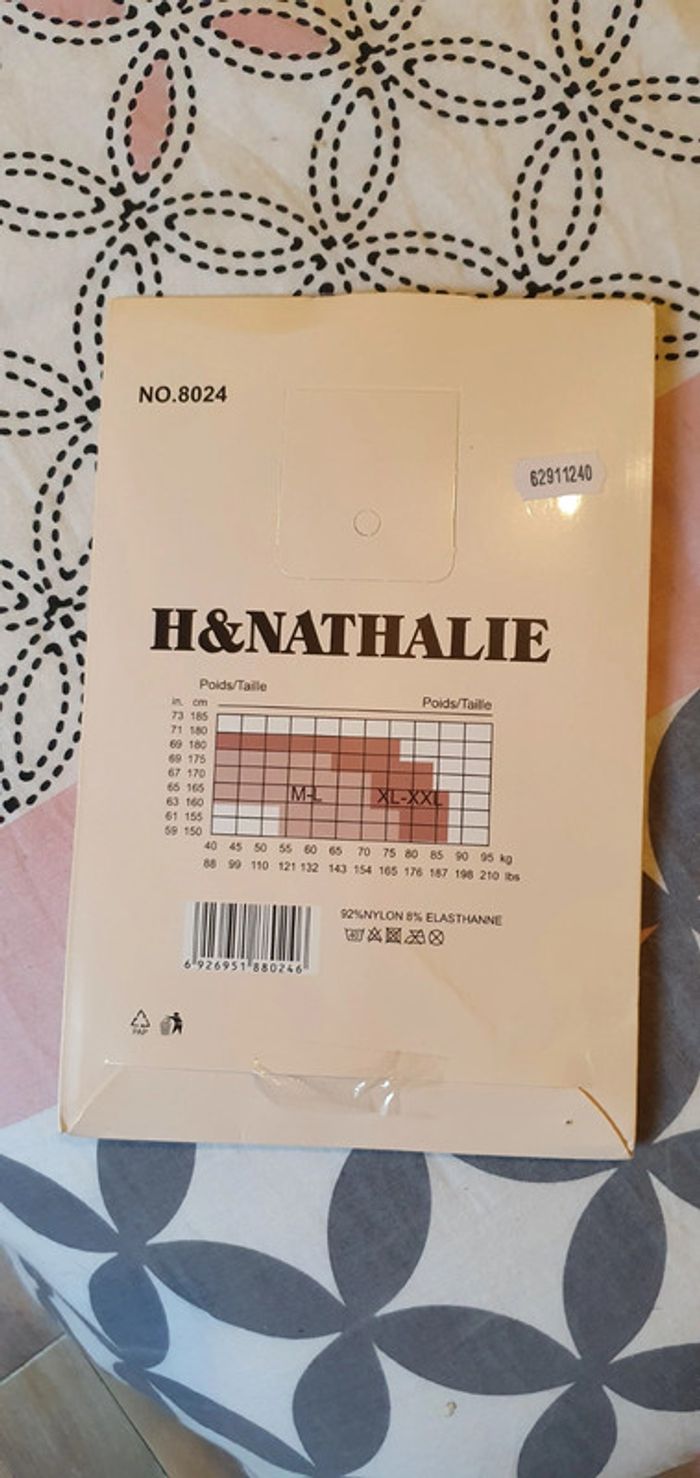 NO.8024
62911240
H&NATHALIE
Poids/Taille
Poids/Taille
in. cm
73 185
71 180
69 180
69 175
67 170
65 165
63 160
61 155
59 150
M-L XL-XXL
40 45 50 55 60 65 70 75 80 85 90 95 kg
88 99 110 121 132 143 154 165 176 187 198 210 lbs
92%NYLON 8% ELASTHANNE
6 926951 880246
PAP